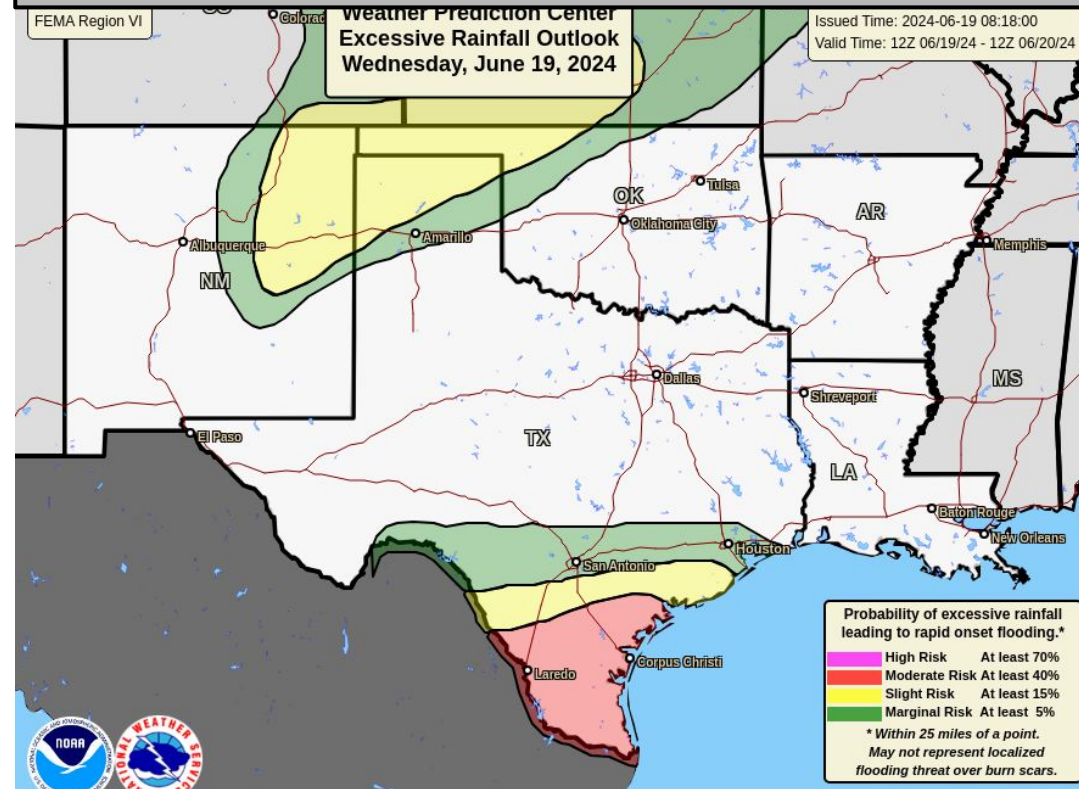 FEMA Region VI
Weather Prediction Center
Excessive Rainfall Outlook
Wednesday, June 19, 2024
Issued Time: 2024-06-19 08:18:00
Valid Time: 12Z 06/19/24 - 12Z 06/20/24
Colorad
Tulsa
OK
Oklahoma City
AR
Amarillo
Albuquerque
Memphis
NM
Dallas
MS
Shreveport
El Paso
TX
LA
Baton Rouge
New Orleans
Houston
San Antonio
Corpus Christi
Laredo
Probability of excessive rainfall
leading to rapid onset flooding.*
High Risk At least 70%
Moderate Risk At least 40%
Slight Risk At least 15%
Marginal Risk At least 5%
* Within 25 miles of a point.
May not represent localized
flooding threat over burn scars.
NOAA
WEATHER SERVICE